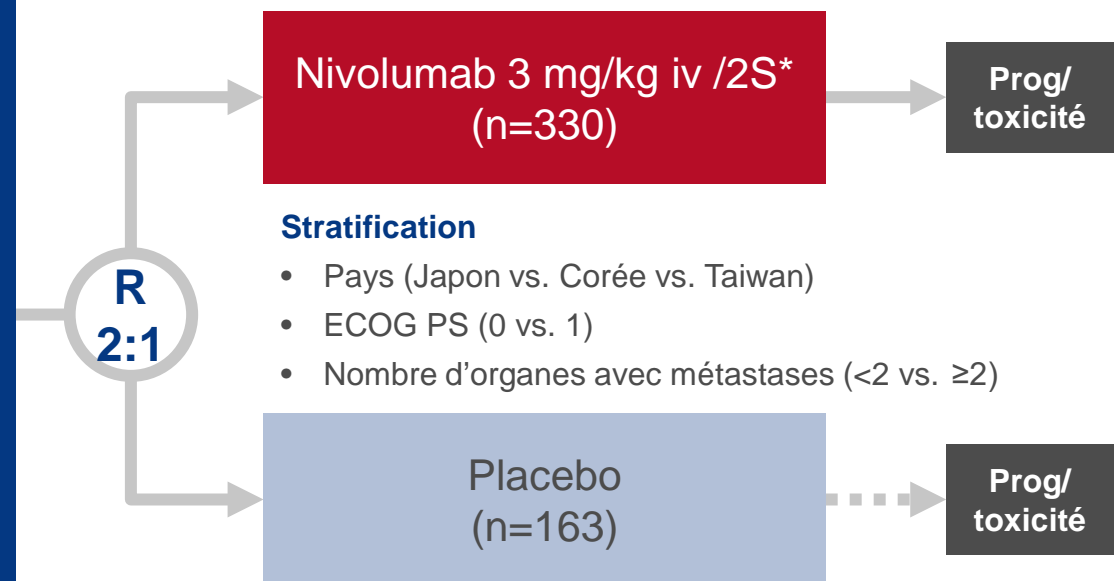 Nivolumab 3 mg/kg iv /2S*
(n=330)
Prog/
toxicité
Stratification
• Pays (Japon vs. Corée vs. Taiwan)
• ECOG PS (0 vs. 1)
• Nombre d'organes avec métastases (<2 vs. ≥2)
R
2:1
Placebo
(n=163)
Prog/
toxicité